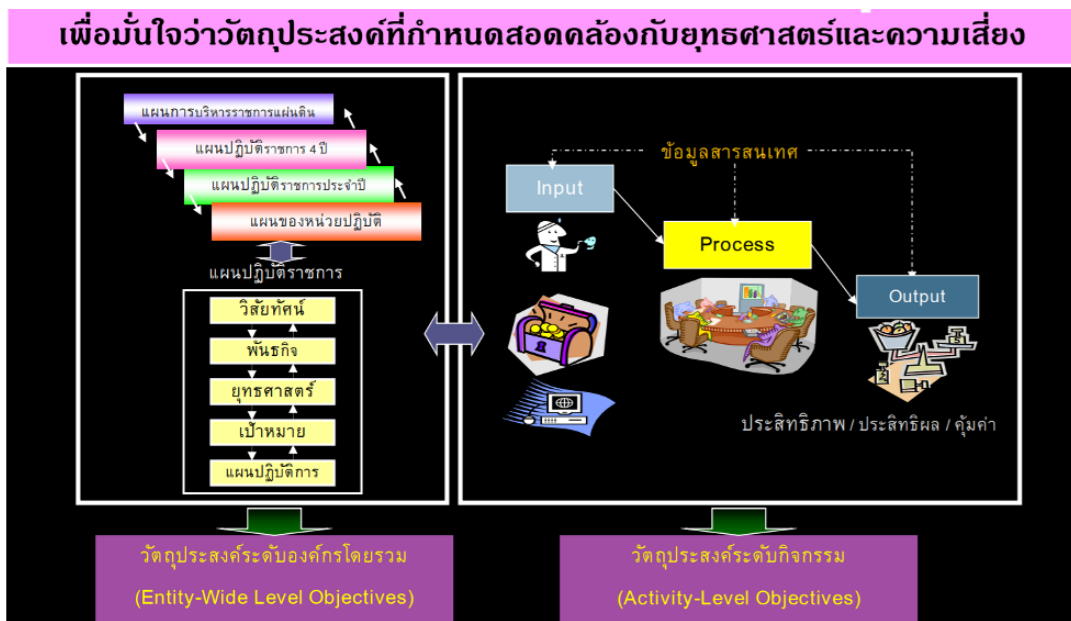 เพื่อมั่นใจว่าวัตถุประสงค์ที่กำหนดสอดคล้องกับยุทธศาสตร์และความเสี่ยง
แผนการบริหารราชการแผ่นดิน
แผนปฏิบัติราชการ 4 ปี
แผนปฏิบัติราชการประจำปี
แผนของหน่วยปฏิบัติ
แผนปฏิบัติราชการ
วิสัยทัศน์
พันธกิจ
ยุทธศาสตร์
เป้าหมาย
แผนปฏิบัติการ
ข้อมูลสารสนเทศ
Input
Process
Output
ประสิทธิภาพ / ประสิทธิผล / คุ้มค่า
วัตถุประสงค์ระดับองค์กรโดยรวม
(Entity-Wide Level Objectives)
วัตถุประสงค์ระดับกิจกรรม
(Activity-Level Objectives)